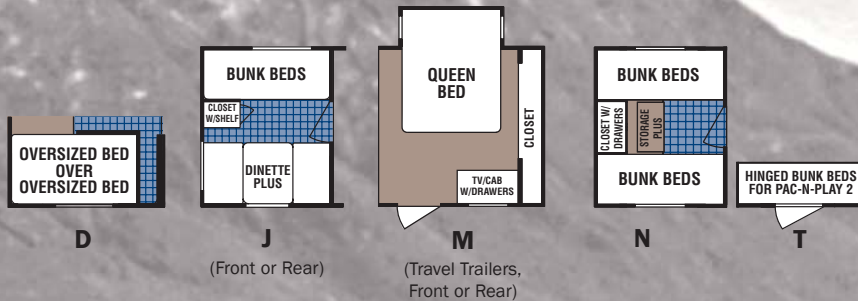 OVERSIZED BED
OVER
OVERSIZED BED
D
BUNK BEDS
CLOSET
W/SHELF
DINETTE
PLUS
J
(Front or Rear)
QUEEN
BED
CLOSET
TV/CAB
W/DRAWERS
M
(Travel Trailers,
Front or Rear)
BUNK BEDS
CLOSET W/
DRAWERS
STORAGE
PLUS
BUNK BEDS
N
HINGED BUNK BEDS
FOR PAC-N-PLAY 2
T